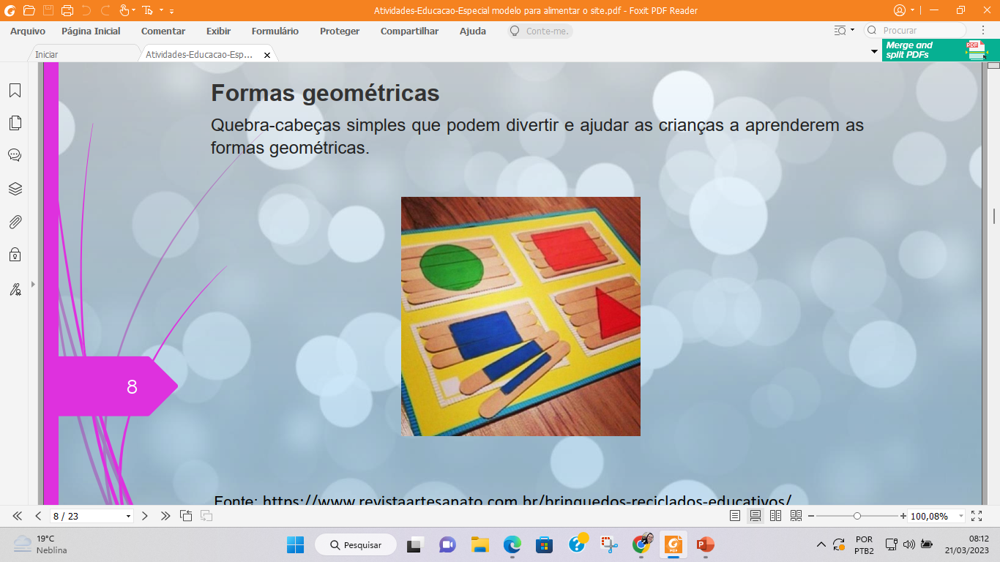 Atividades-Educacao-Especial modelo para alimentar o site.pdf - Foxit PDF Reader
Arquivo Página Inicial Comentar Exibir Formulário Proteger Compartilhar Ajuda Conte-me. Procurar
Iniciar Atividades-Educacao-Esp... Merge and
split PDFs PDF
Formas geométricas
Quebra-cabeças simples que podem divertir e ajudar as crianças a aprenderem as
formas geométricas.
8
Fonte: https://www.revistaartesanato.com.br/brinquedos-reciclados-educativos/
8 / 23 100,08%
19°C
Neblina
Pesquisar
POR
PTB2
08:12
21/03/2023